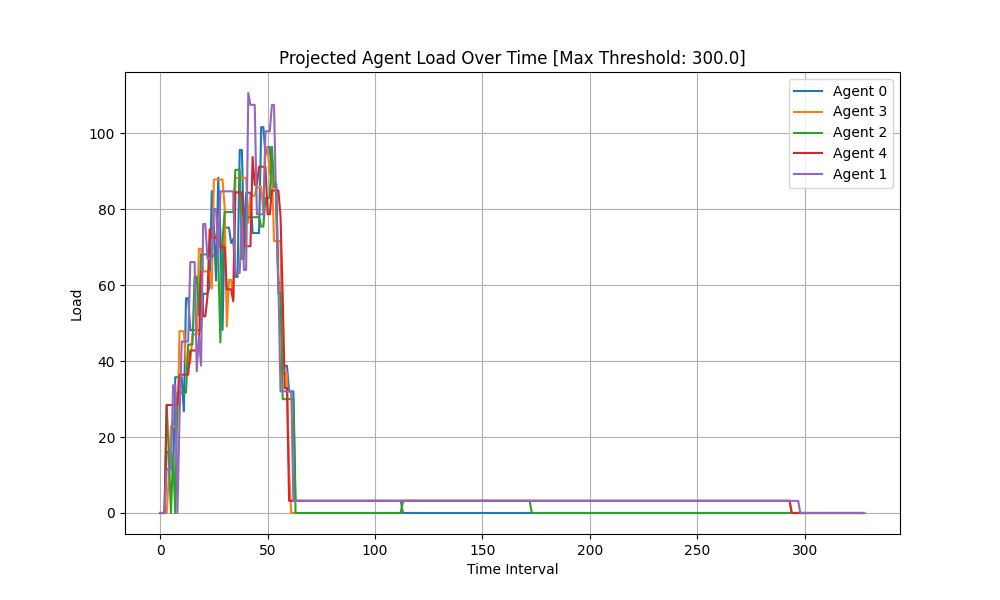 Projected Agent Load Over Time [Max Threshold: 300.0]
Agent 0
Agent 3
Agent 2
Agent 4
Agent 1
100
80
60
40
20
0
Load
0 50 100 150 200 250 300
Time Interval